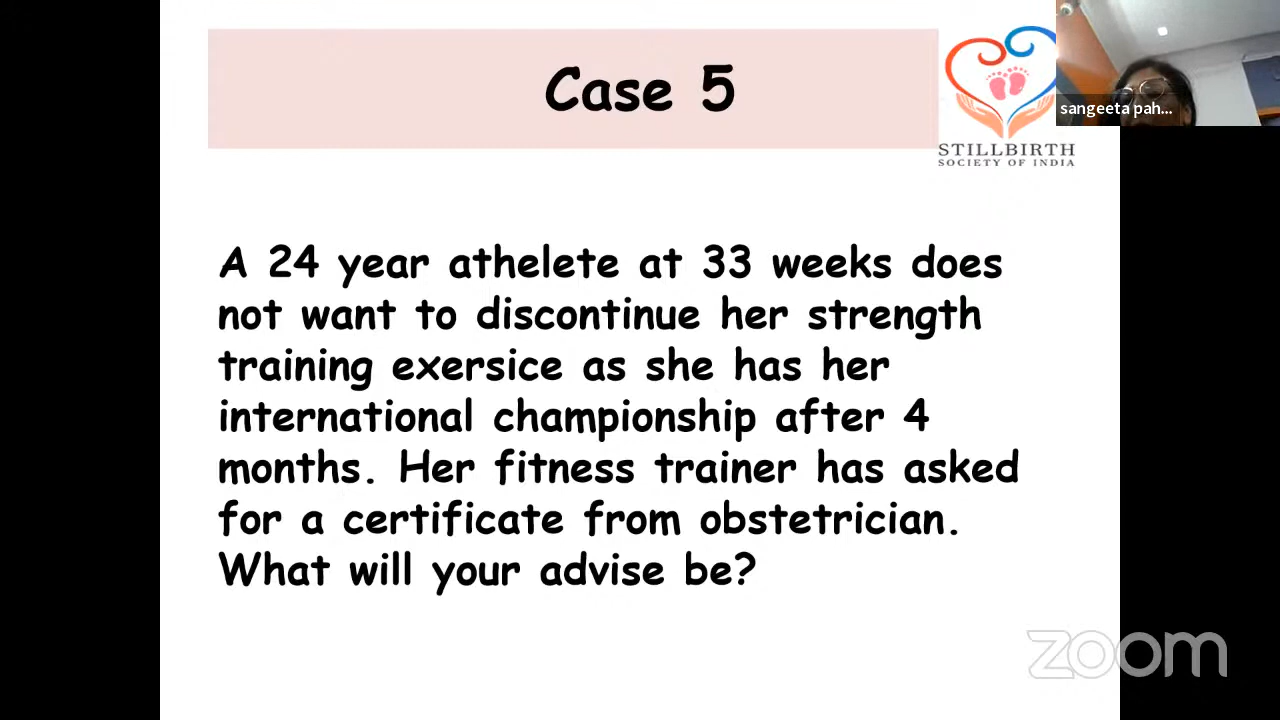 Case 5
STILLBIRTH
SOCIETY OF INDIA
sangeeta pah...
A 24 year athelete at 33 weeks does
not want to discontinue her strength
training exersice as she has her
international championship after 4
months. Her fitness trainer has asked
for a certificate from obstetrician.
What will your advise be?
zoom